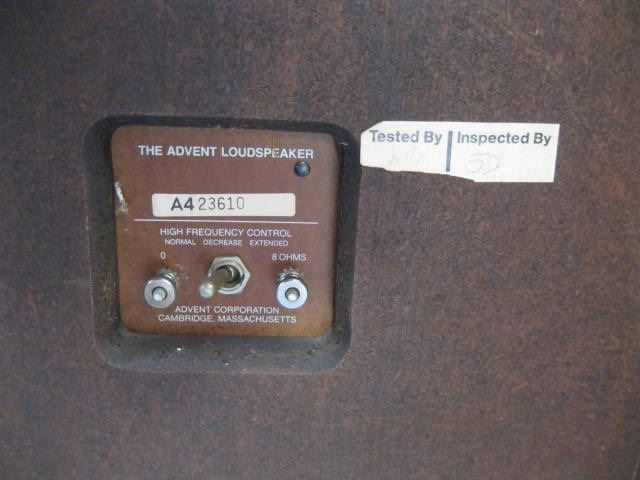 THE ADVENT LOUDSPEAKER
A4 23610
HIGH FREQUENCY CONTROL
NORMAL DECREASE EXTENDED
0 8 OHMS
ADVENT CORPORATION
CAMBRIDGE, MASSACHUSETTS
Tested By Inspected By
SD